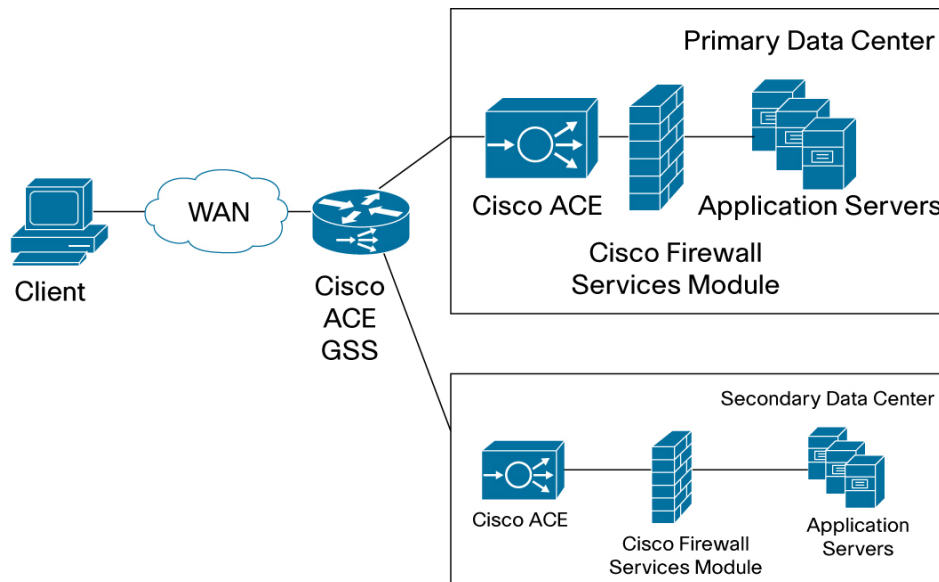 Primary Data Center
Cisco ACE
Application Servers
Cisco Firewall
Services Module
WAN
Client
Cisco
ACE
GSS
Secondary Data Center
Cisco ACE
Cisco Firewall
Services Module
Application
Servers